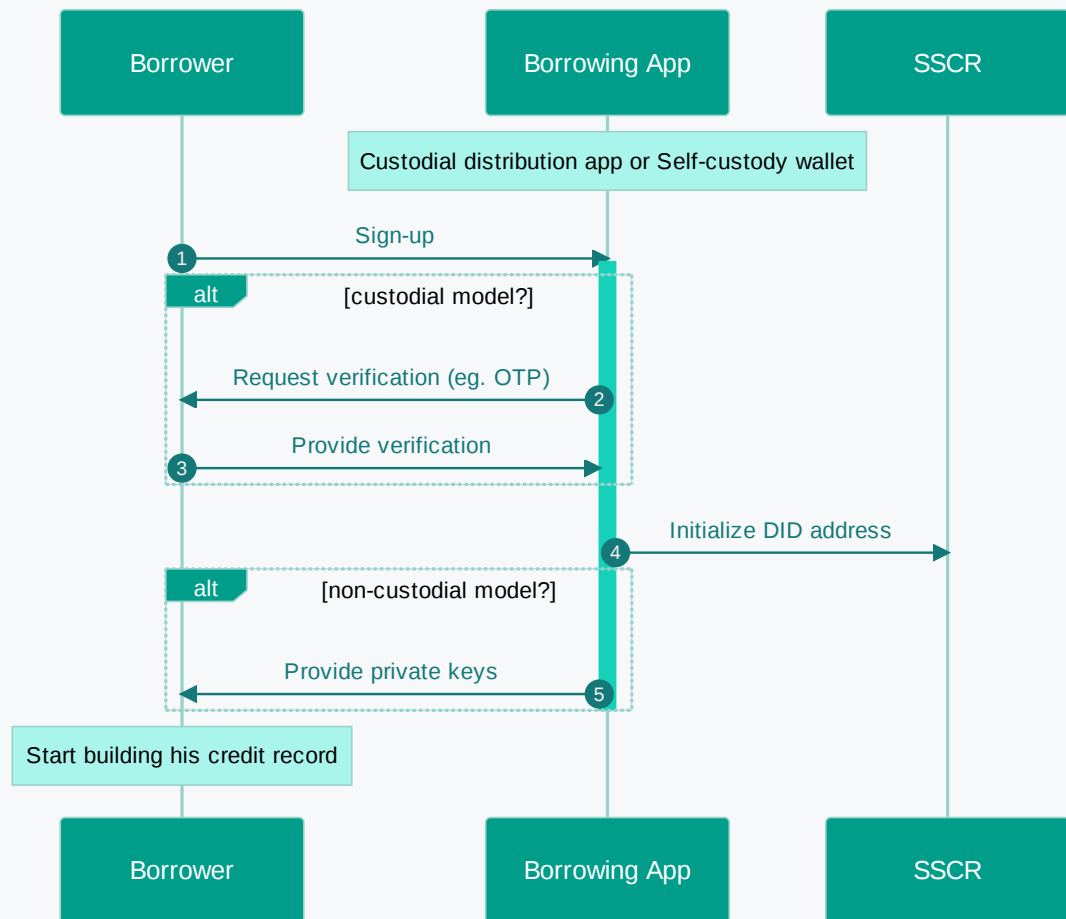 Borrower
Borrowing App
SSCR
Custodial distribution app or Self-custody wallet
Sign-up
1
alt
[custodial model?]
Request verification (eg. OTP)
2
Provide verification
3
Initialize DID address
4
alt
[non-custodial model?]
Provide private keys
5
Start building his credit record
Borrower
Borrowing App
SSCR